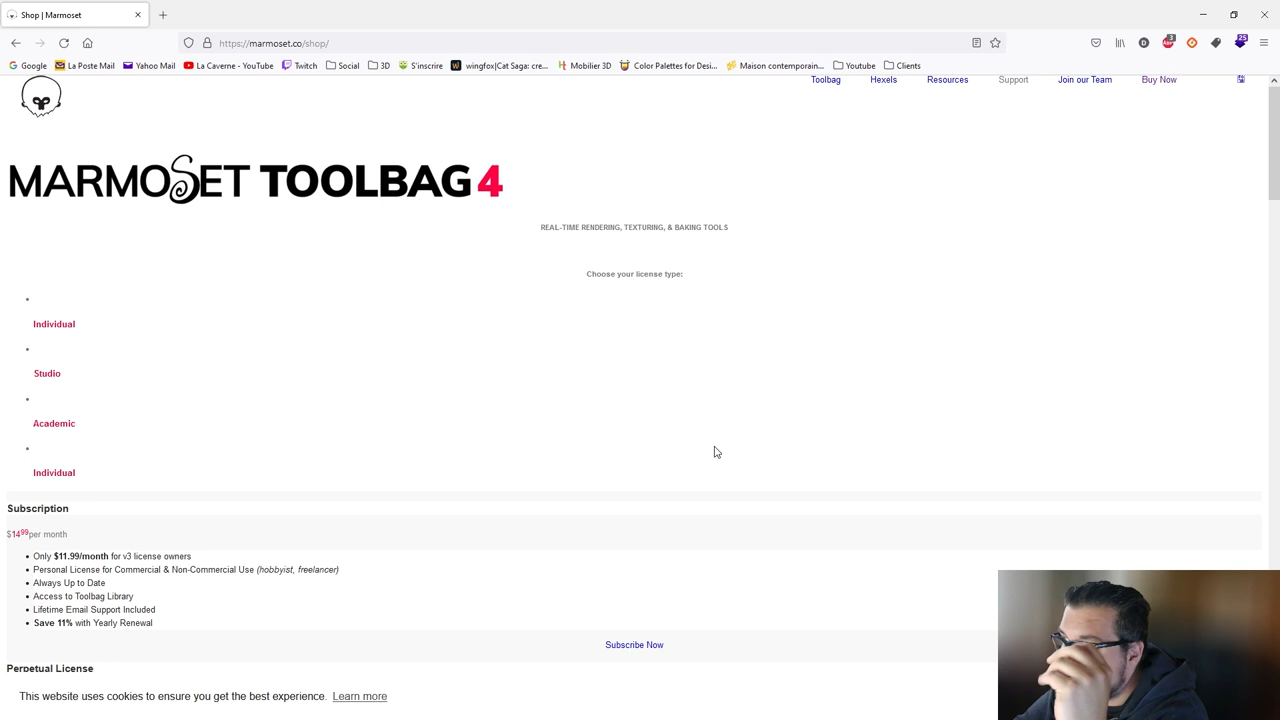 Shop | Marmoset
https://marmoset.co/shop/
Google La Poste Mail Yahoo Mail La Caverne - YouTube Twitch Social 3D S'inscrire wingfox|Cat Saga: cre... Mobilier 3D Color Palettes for Desi... Maison contemporain... Youtube Clients
Toolbag Hexels Resources Support Join our Team Buy Now
MARMOSET TOOLBAG 4
REAL-TIME RENDERING, TEXTURING, & BAKING TOOLS
Choose your license type:
Individual
Studio
Academic
Individual
Subscription
$14⁹⁹per month
Only $11.99/month for v3 license owners
Personal License for Commercial & Non-Commercial Use (hobbyist, freelancer)
Always Up to Date
Access to Toolbag Library
Lifetime Email Support Included
Save 11% with Yearly Renewal
Subscribe Now
Perpetual License
This website uses cookies to ensure you get the best experience. Learn more